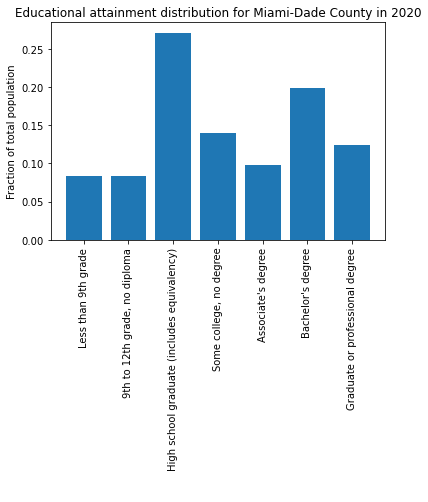 Educational attainment distribution for Miami-Dade County in 2020
Fraction of total population
0.25
0.20
0.15
0.10
0.05
0.00
Less than 9th grade
9th to 12th grade, no diploma
High school graduate (includes equivalency)
Some college, no degree
Associate's degree
Bachelor's degree
Graduate or professional degree